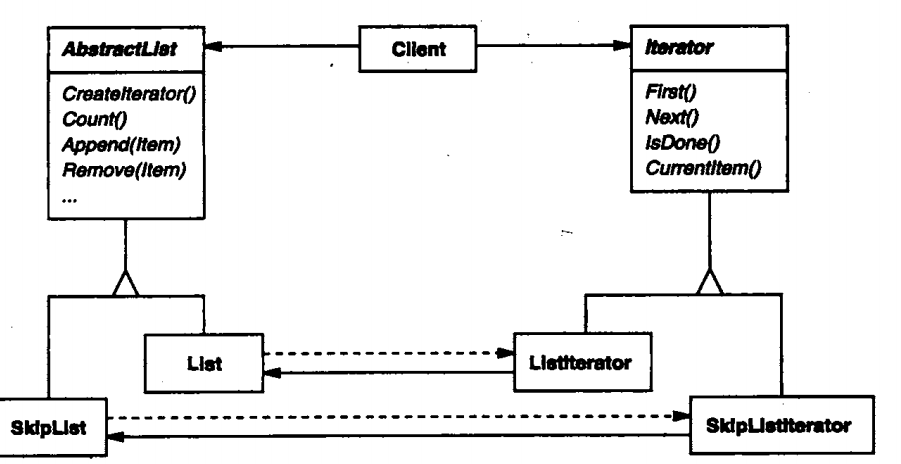 AbstractList
CreateIterator()
Count()
Append(Item)
Remove(Item)
...
Client
Iterator
First()
Next()
IsDone()
CurrentItem()
List
ListIterator
SkipList
SkipListIterator